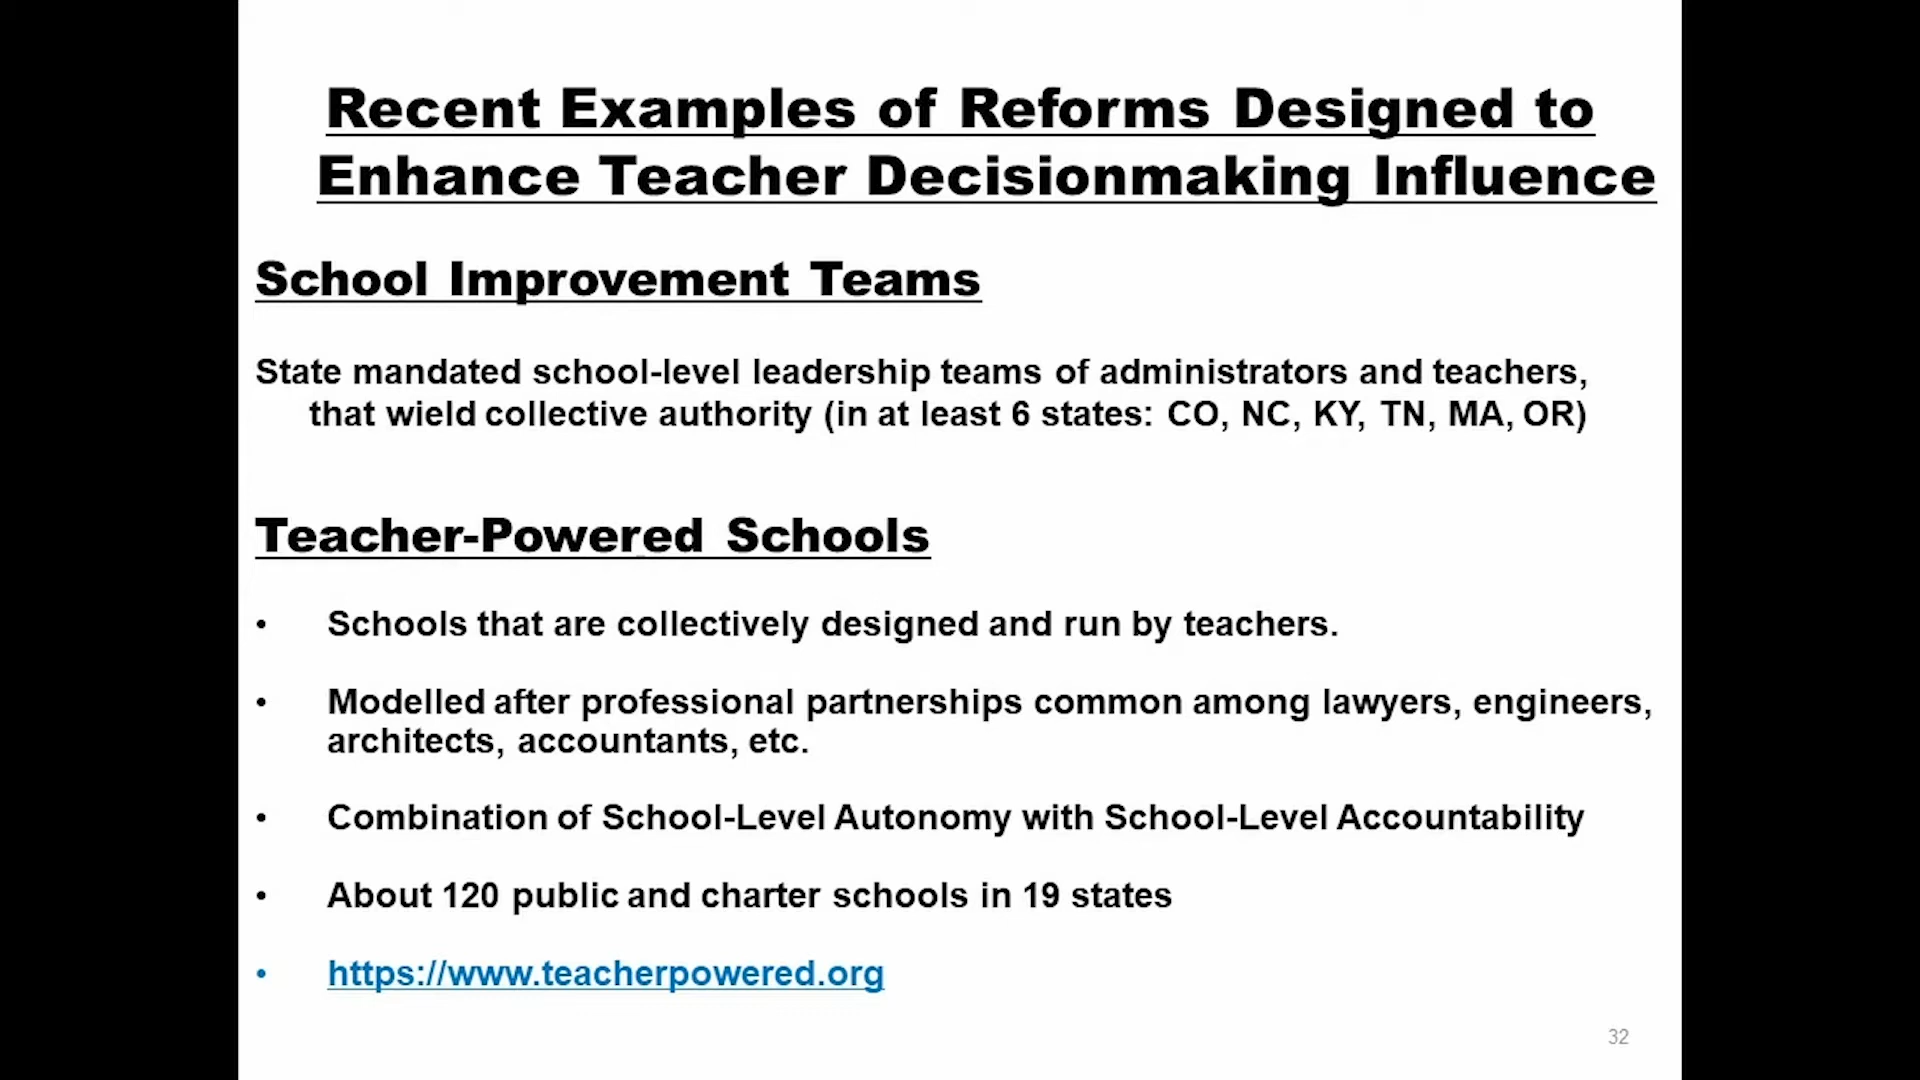 Recent Examples of Reforms Designed to
Enhance Teacher Decisionmaking Influence
School Improvement Teams
State mandated school-level leadership teams of administrators and teachers,
that wield collective authority (in at least 6 states: CO, NC, KY, TN, MA, OR)
Teacher-Powered Schools
• Schools that are collectively designed and run by teachers.
• Modelled after professional partnerships common among lawyers, engineers,
architects, accountants, etc.
• Combination of School-Level Autonomy with School-Level Accountability
• About 120 public and charter schools in 19 states
• https://www.teacherpowered.org
32